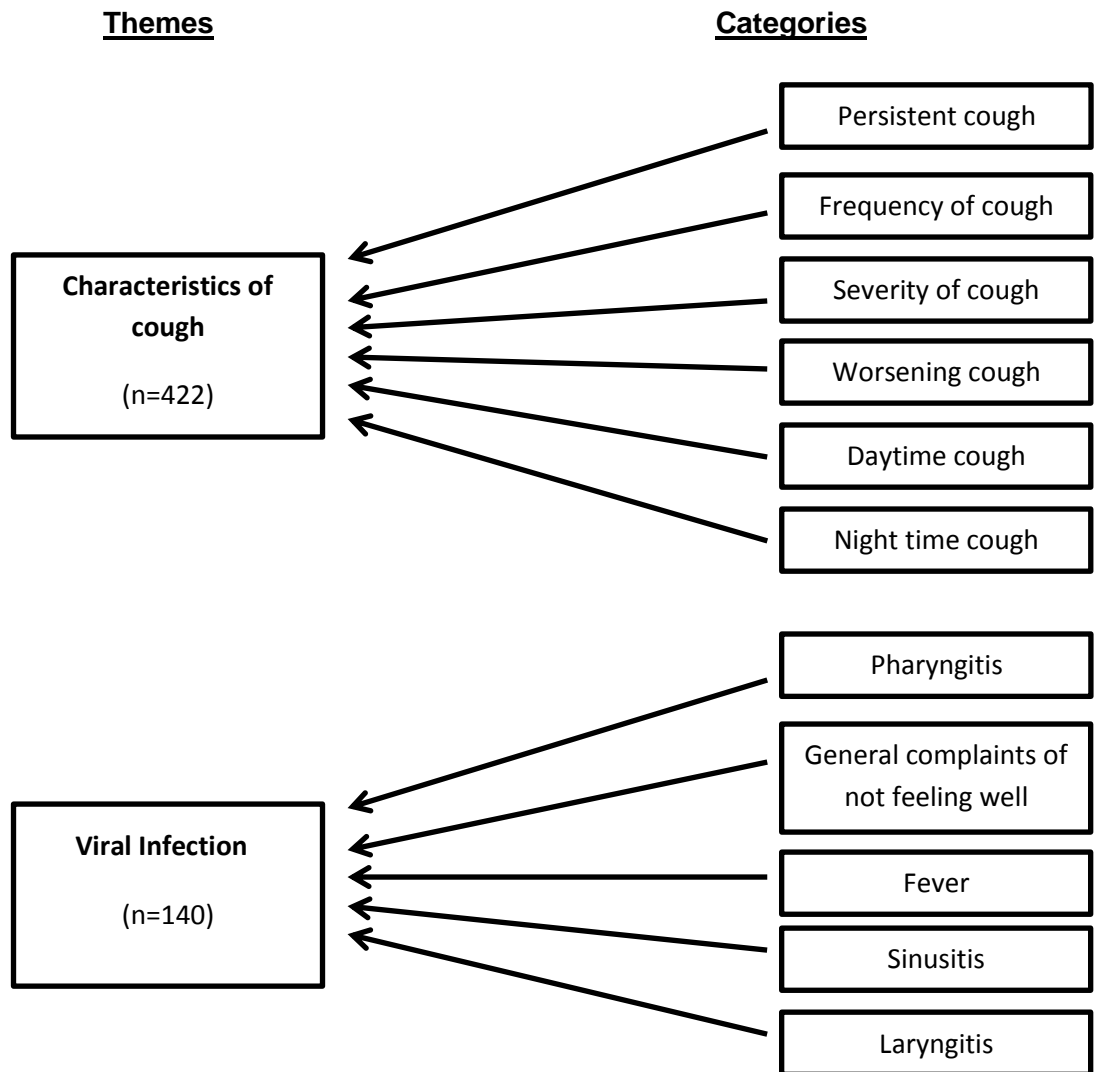 Themes
Categories
Characteristics of
cough
(n=422)
Persistent cough
Frequency of cough
Severity of cough
Worsening cough
Daytime cough
Night time cough
Viral Infection
(n=140)
Pharyngitis
General complaints of
not feeling well
Fever
Sinusitis
Laryngitis